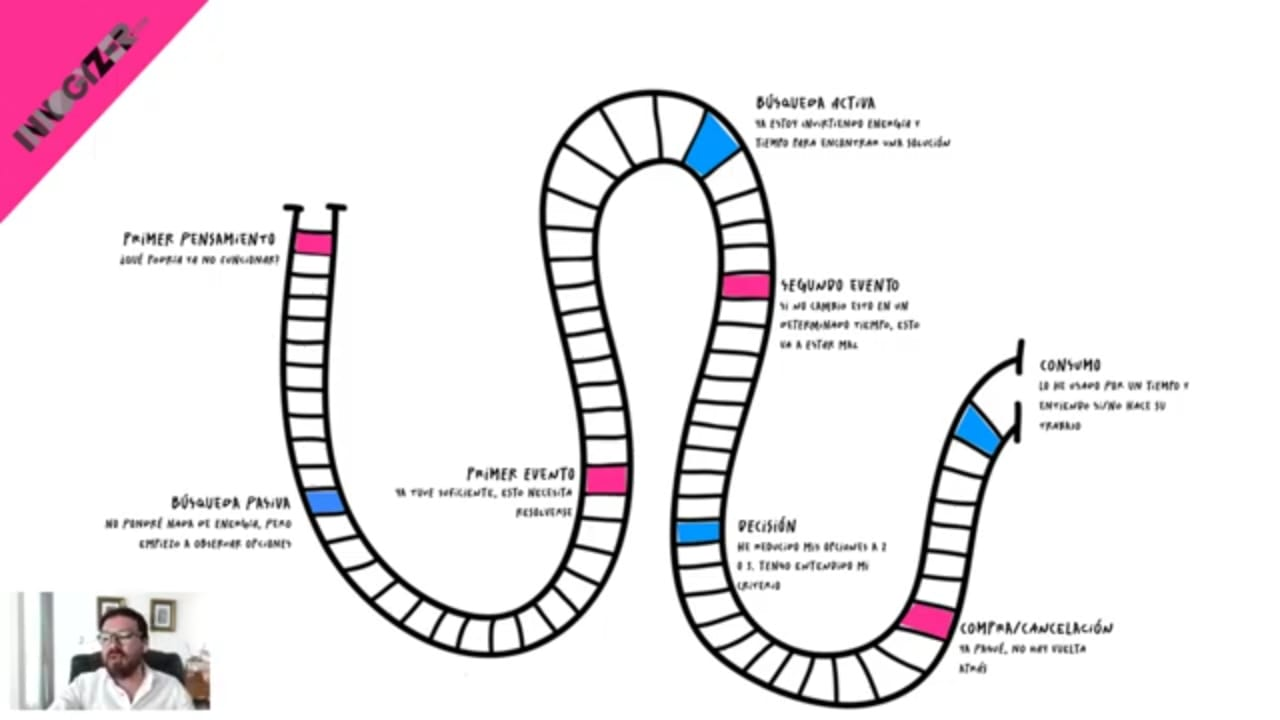 INNOGYZER
PRIMER PENSAMIENTO
¿QUÉ PODRÍA YA NO FUNCIONAR?
BÚSQUEDA PASIVA
NO PONDRÉ NADA DE ENERGÍA, PERO
EMPIEZO A OBSERVAR OPCIONES
PRIMER EVENTO
YA TUVE SUFICIENTE, ESTO NECESITA
RESOLVERSE
BÚSQUEDA ACTIVA
YA ESTOY INVIRTIENDO ENERGÍA Y
TIEMPO PARA ENCONTRAR UNA SOLUCIÓN
SEGUNDO EVENTO
SI NO CAMBIO ESTO EN UN
DETERMINADO TIEMPO, ESTO
VA A ESTAR MAL
DECISIÓN
HE REDUCIDO MIS OPCIONES A 2
O 3. TENGO ENTENDIDO MI
CRITERIO
COMPRA/CANCELACIÓN
YA PAGUÉ, NO HAY VUELTA
ATRÁS
CONSUMO
LO HE USADO POR UN TIEMPO Y
ENTIENDO SI/NO HACE SU
TRABAJO